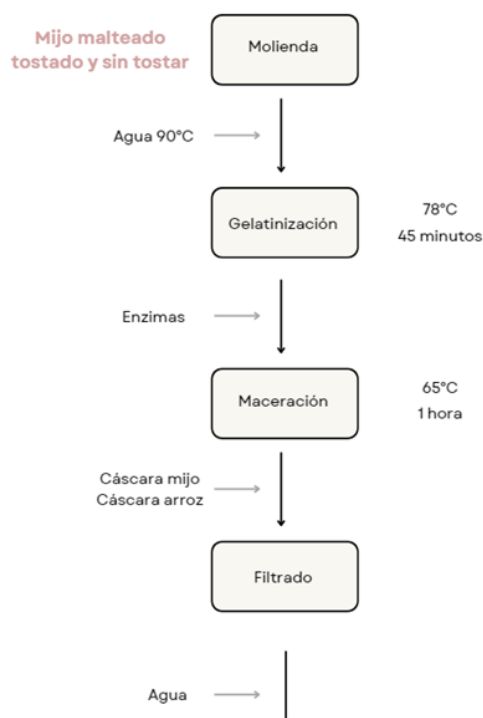 Mijo malteado
tostado y sin tostar
Molienda
Agua 90°C
Gelatinización
78°C
45 minutos
Enzimas
Maceración
65°C
1 hora
Cáscara mijo
Cáscara arroz
Filtrado
Agua